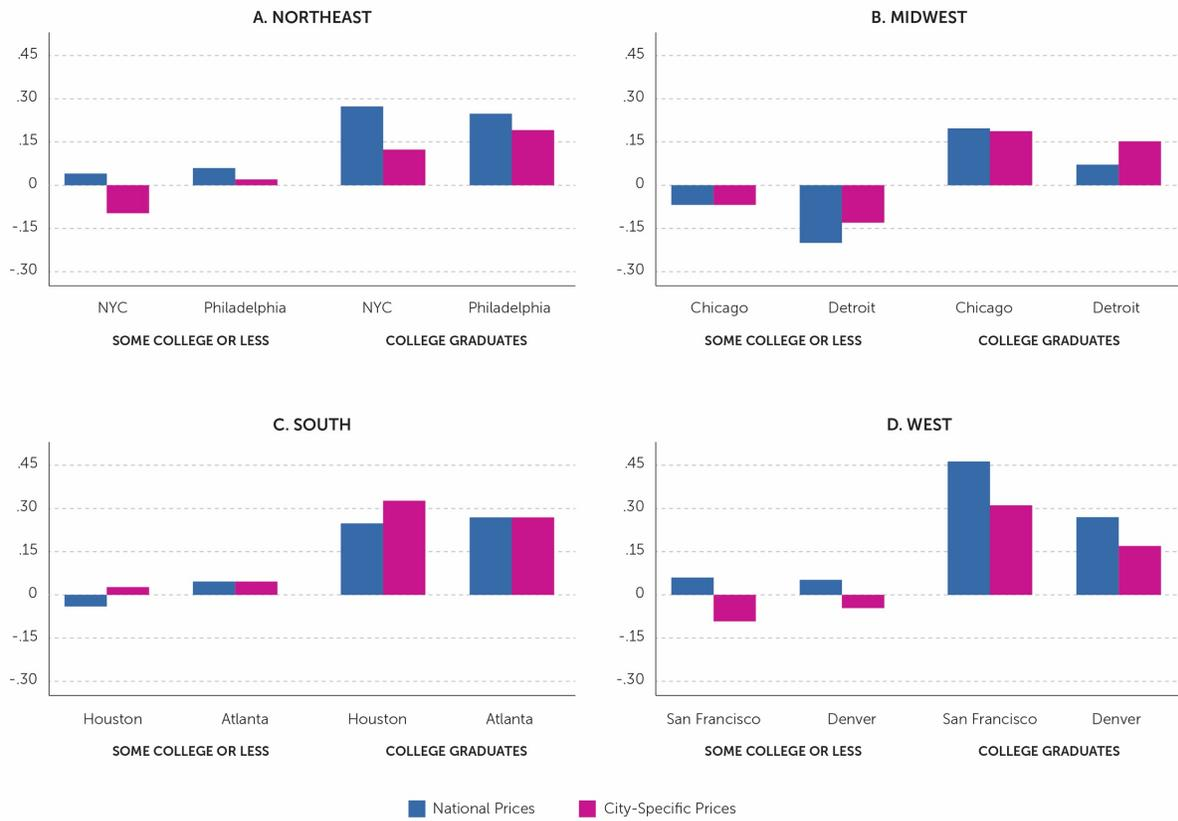 A. NORTHEAST
.45
.30
.15
0
-.15
-.30
NYC Philadelphia NYC Philadelphia
SOME COLLEGE OR LESS COLLEGE GRADUATES
B. MIDWEST
.45
.30
.15
0
-.15
-.30
Chicago Detroit Chicago Detroit
SOME COLLEGE OR LESS COLLEGE GRADUATES
C. SOUTH
.45
.30
.15
0
-.15
-.30
Houston Atlanta Houston Atlanta
SOME COLLEGE OR LESS COLLEGE GRADUATES
D. WEST
.45
.30
.15
0
-.15
-.30
San Francisco Denver San Francisco Denver
SOME COLLEGE OR LESS COLLEGE GRADUATES
National Prices City-Specific Prices